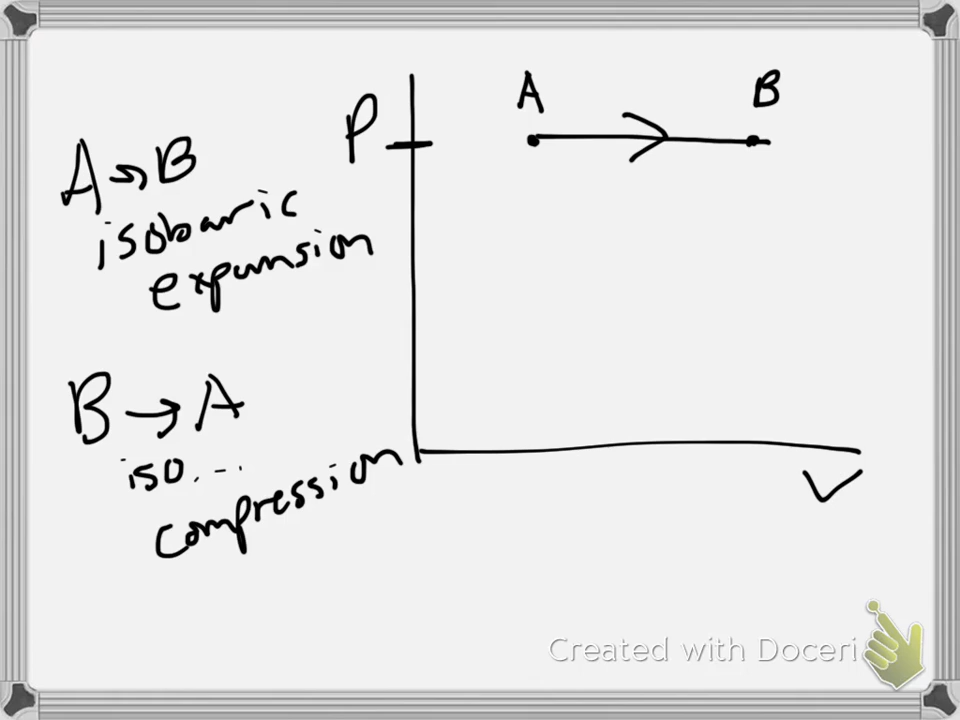 A → B
isobaric
expansion
B → A
iso...
compression
P
A
B
V
Created with Doceri